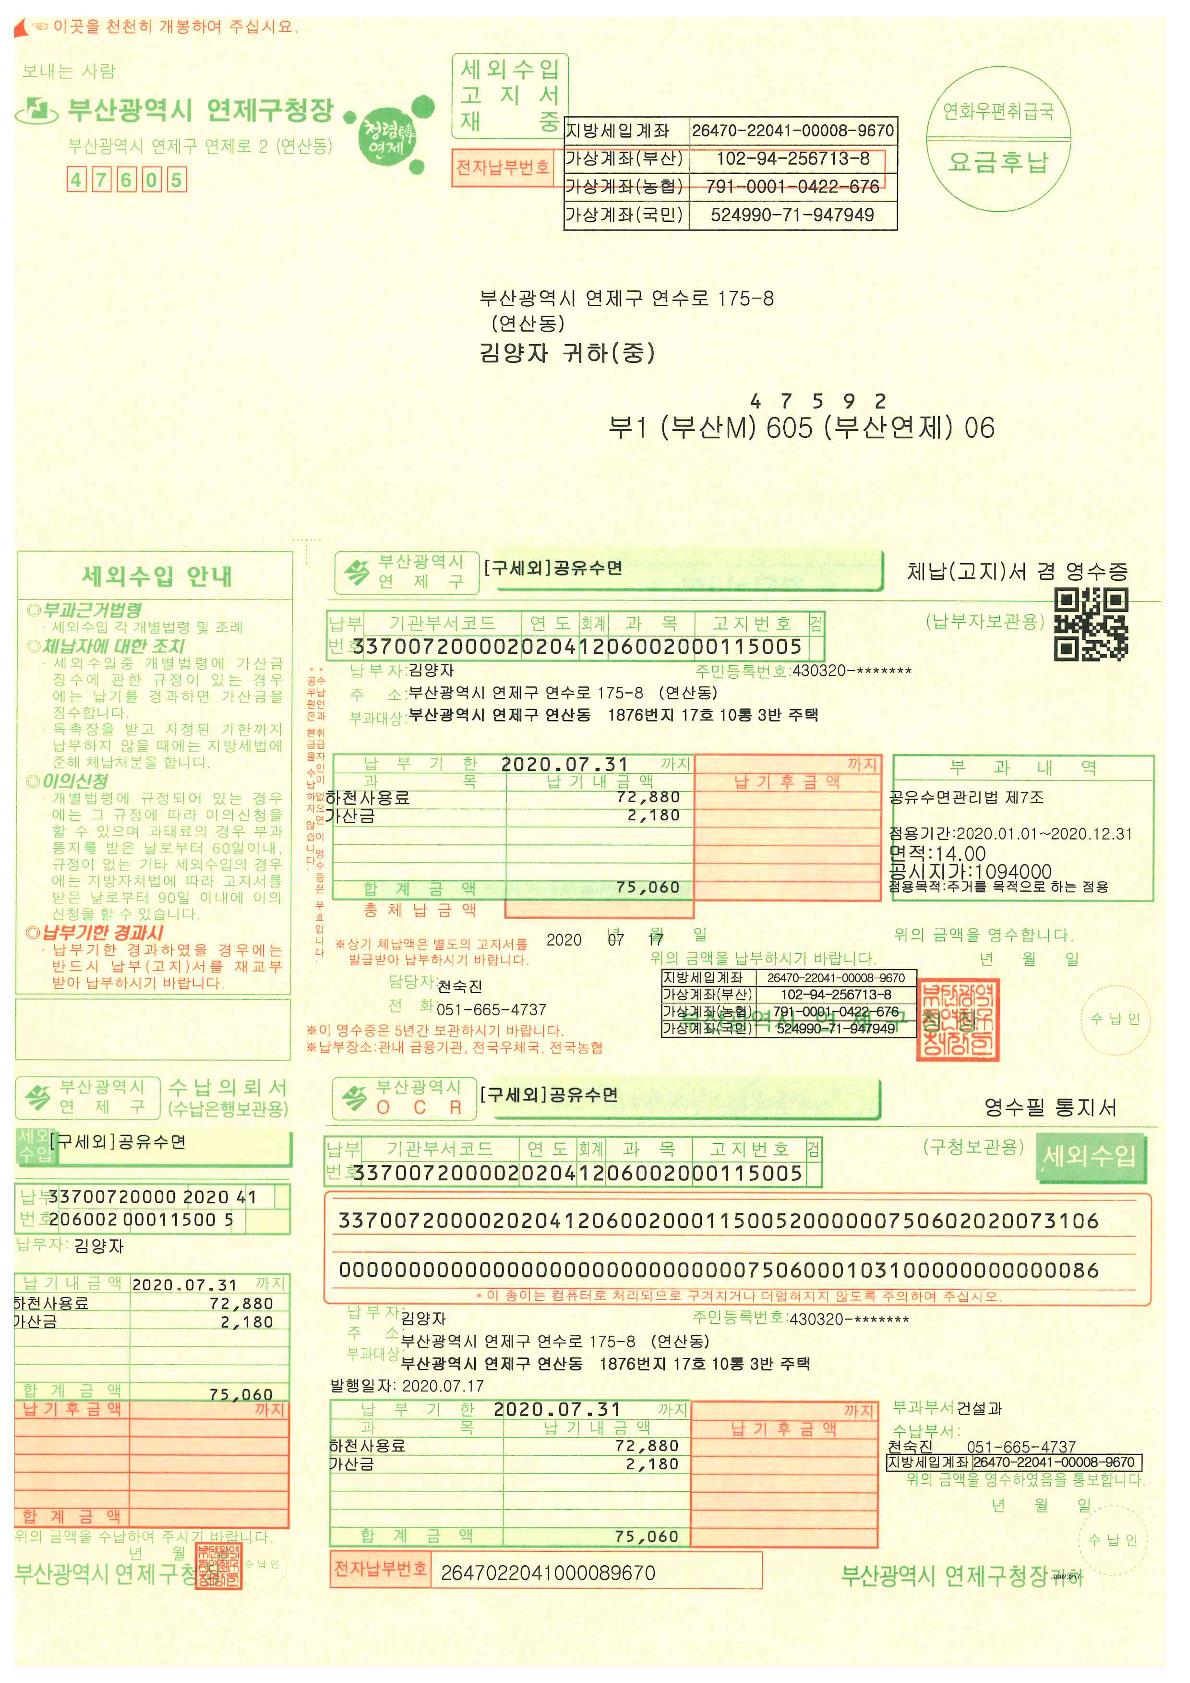 이곳을 천천히 개봉하여 주십시요.
보내는 사람
부산광역시 연제구청장
부산광역시 연제구 연제로 2 (연산동)
4 7 6 0 5
청렴 연제
세외수입
고지서
재중
전자납부번호
지방세입계좌 26470-22041-00008-9670
가상계좌(부산) 102-94-256713-8
가상계좌(농협) 791-0001-0422-676
가상계좌(국민) 524990-71-947949
연화우편취급국
요금후납
부산광역시 연제구 연수로 175-8
(연산동)
김양자 귀하(중)
4 7 5 9 2
부1 (부산M) 605 (부산연제) 06
세외수입 안내
◎부과근거법령
· 세외수입 각 개별법령 및 조례
◎체납자에 대한 조치
· 세외수입중 개별법령에 가산금
징수에 관한 규정이 있는 경우
에는 납기를 경과하면 가산금을
징수합니다.
· 독촉장을 받고 지정된 기한까지
납부하지 않을 때에는 지방세법에
준해 체납처분을 합니다.
◎이의신청
· 개별법령에 규정되어 있는 경우
에는 그 규정에 따라 이의신청을
할 수 있으며 과태료의 경우 부과
통지를 받은 날로부터 60일이내,
규정이 없는 기타 세외수입의 경우
에는 지방자치법에 따라 고지서를
받은 날로부터 90일 이내에 이의
신청을 할 수 있습니다.
◎납부기한 경과시
· 납부기한 경과하였을 경우에는
반드시 납부(고지)서를 재교부
받아 납부하시기 바랍니다.
부산광역시
연제구
[구세외]공유수면
체납(고지)서 겸 영수증
(납부자보관용)
납부번호 기관부서코드 연도 회계 과목 고지번호 검
3370072000020204120600200011 5005
납부자:김양자 주민등록번호:430320-*******
주 소:부산광역시 연제구 연수로 175-8 (연산동)
부과대상:부산광역시 연제구 연산동 1876번지 17호 10통 3반 주택
납부기한 2020.07.31 까지 까지
과목 납기내금액 납기후금액
하천사용료 72,880
가산금 2,180
합계금액 75,060
총체납금액
부과내역
공유수면관리법 제7조
점용기간:2020.01.01~2020.12.31
면적:14.00
공시지가:1094000
점용목적:주거를 목적으로 하는 점용
※상기 체납액은 별도의 고지서를
발급받아 납부하시기 바랍니다.
2020 년 07 월 17 일
위의 금액을 납부하시기 바랍니다.
위의 금액을 영수합니다.
년 월 일
담당자:천숙진
전 화:051-665-4737
지방세입계좌 26470-22041-00008-9670
가상계좌(부산) 102-94-256713-8
가상계좌(농협) 791-0001-0422-676
가상계좌(국민) 524990-71-947949
부산광역시 연제구청장
수납인
※이 영수증은 5년간 보관하시기 바랍니다.
※납부장소:관내 금융기관, 전국우체국, 전국농협
부산광역시
연제구
수납의뢰서
(수납은행보관용)
세외수입
[구세외]공유수면
납부번호
33700720000 2020 41
206002 00011500 5
납부자: 김양자
납기내금액 2020.07.31 까지
하천사용료 72,880
가산금 2,180
합계금액 75,060
납기후금액 까지
합계금액
위의 금액을 수납하여 주시기 바랍니다.
년 월
부산광역시 연제구청장
수납인
부산광역시
OCR
[구세외]공유수면
영수필 통지서
(구청보관용)
세외수입
납부번호 기관부서코드 연도 회계 과목 고지번호 검
33700720000202041206002000115005
337007200002020412060020001150052000000750602020073106
000000000000000000000000000007506000103100000000000086
* 이 종이는 컴퓨터로 처리되므로 구겨지거나 더럽혀지지 않도록 주의하여 주십시오.
납부자:김양자 주민등록번호:430320-*******
주 소:부산광역시 연제구 연수로 175-8 (연산동)
부과대상:부산광역시 연제구 연산동 1876번지 17호 10통 3반 주택
발행일자: 2020.07.17
납부기한 2020.07.31 까지 까지
과목 납기내금액 납기후금액
하천사용료 72,880
가산금 2,180
합계금액 75,060
부과부서:건설과
수납부서:
천숙진 051-665-4737
지방세입계좌 26470-22041-00008-9670
위의 금액을 영수하였음을 통보합니다.
년 월 일
수납인
전자납부번호 2647022041000089670
부산광역시 연제구청장귀하